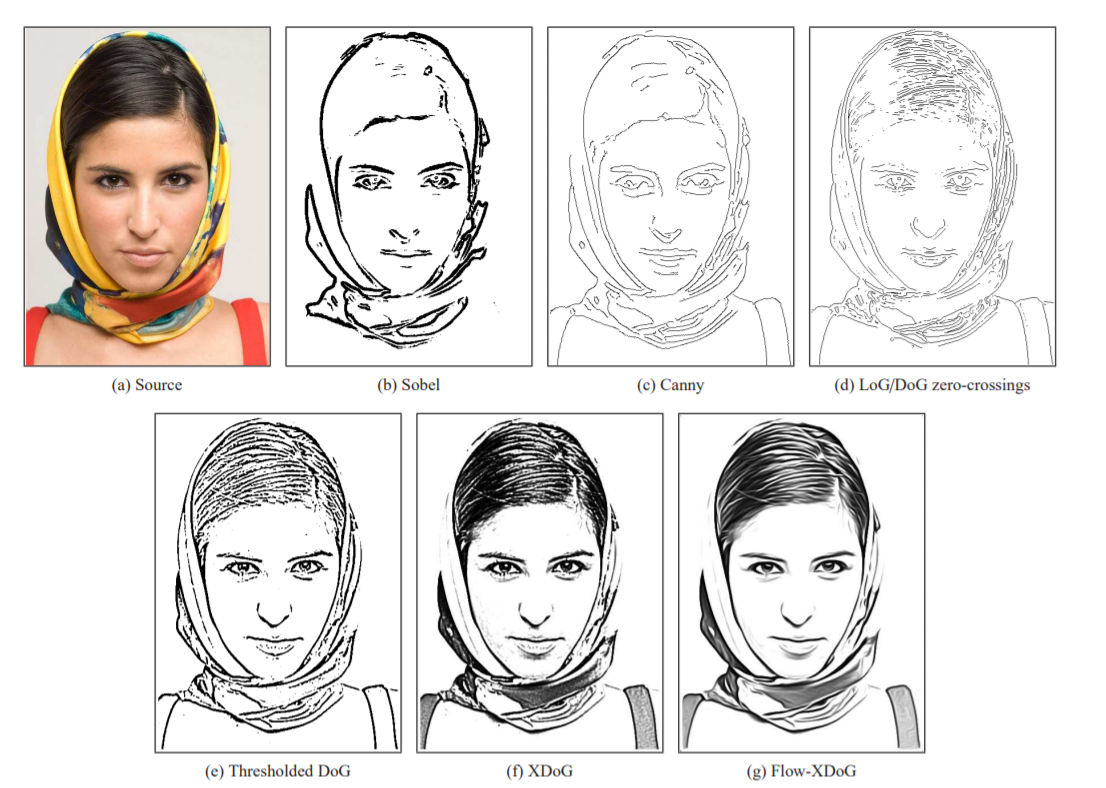 (a) Source
(b) Sobel
(c) Canny
(d) LoG/DoG zero-crossings
(e) Thresholded DoG
(f) XDoG
(g) Flow-XDoG